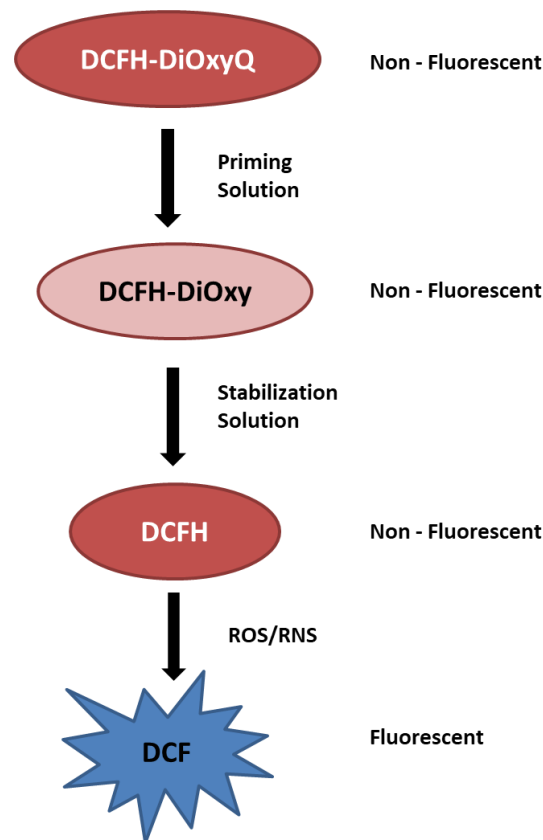 DCFH-DiOxyQ
Non - Fluorescent
Priming
Solution
DCFH-DiOxy
Non - Fluorescent
Stabilization
Solution
DCFH
Non - Fluorescent
ROS/RNS
DCF
Fluorescent